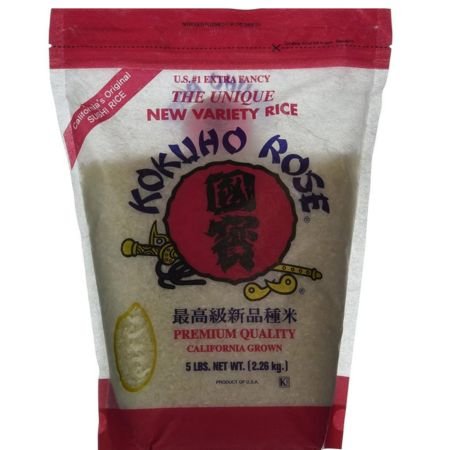 California's Original
SUSHI RICE
U.S. #1 EXTRA FANCY
THE UNIQUE
NEW VARIETY RICE
KOKUHO ROSE
國寳
最高級新品種米
PREMIUM QUALITY
CALIFORNIA GROWN
5 LBS. NET WT. (2.26 kg.)
PRODUCT OF U.S.A.
K